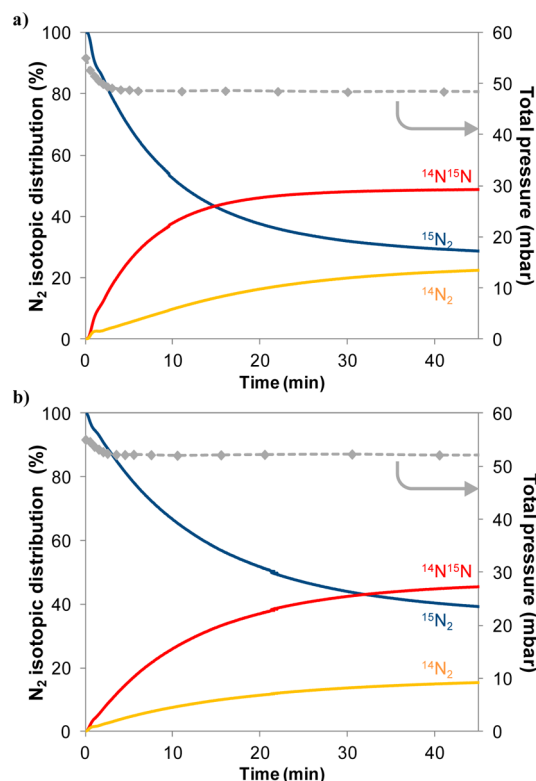 a)
N₂ isotopic distribution (%)
100
80
60
40
20
0
0
10
20
30
40
Time (min)
60
50
40
30
20
10
0
Total pressure (mbar)
¹⁴N¹⁵N
¹⁵N₂
¹⁴N₂
b)
N₂ isotopic distribution (%)
100
80
60
40
20
0
0
10
20
30
40
Time (min)
60
50
40
30
20
10
0
Total pressure (mbar)
¹⁴N¹⁵N
¹⁵N₂
¹⁴N₂